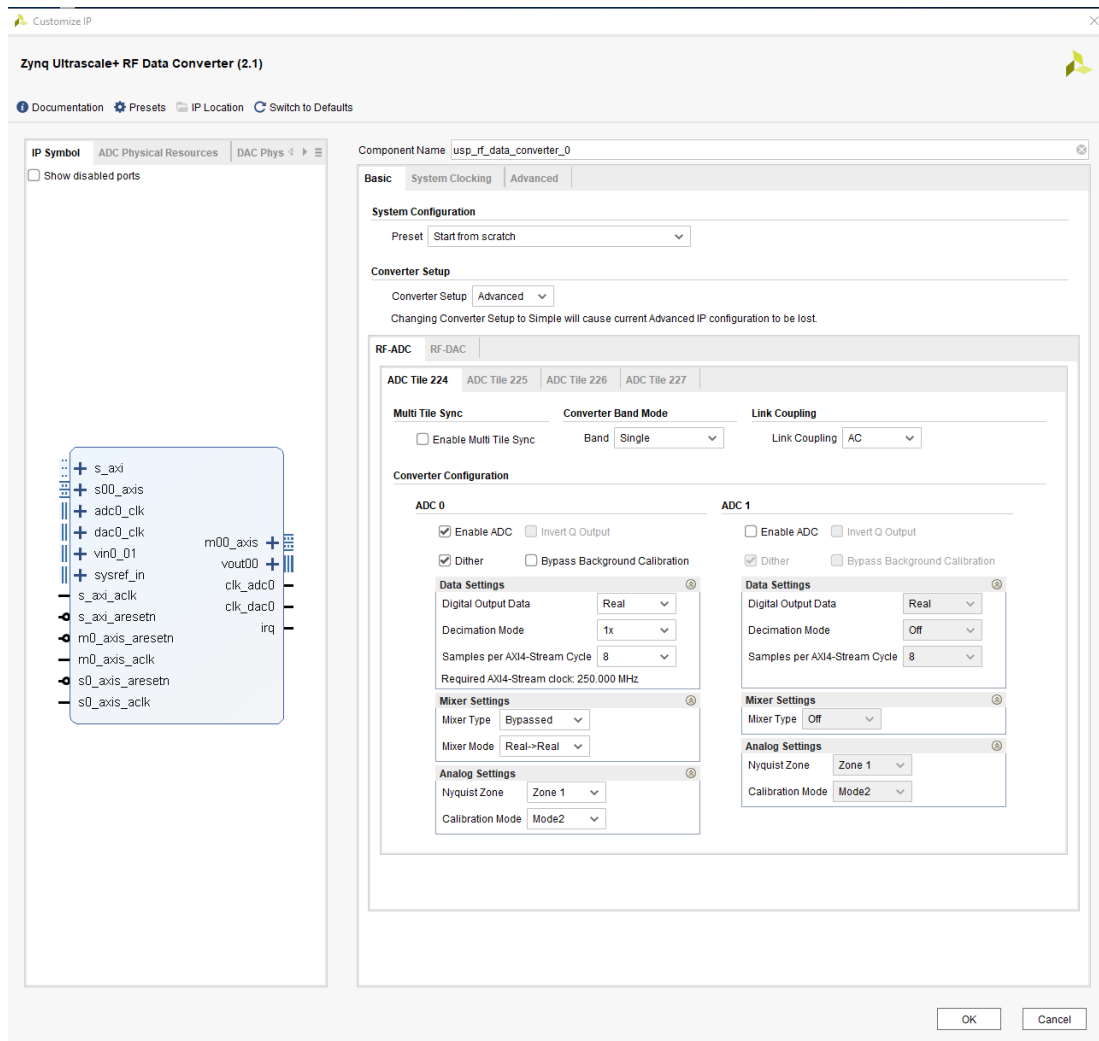 Customize IP
Zynq Ultrascale+ RF Data Converter (2.1)
Documentation Presets IP Location Switch to Defaults
IP Symbol ADC Physical Resources DAC Phys
Show disabled ports
s_axi
s00_axis
adc0_clk
dac0_clk
vin0_01
sysref_in
s_axi_aclk
s_axi_aresetn
m0_axis_aresetn
m0_axis_aclk
s0_axis_aresetn
s0_axis_aclk
m00_axis
vout00
clk_adc0
clk_dac0
irq
Component Name usp_rf_data_converter_0
Basic System Clocking Advanced
System Configuration
Preset Start from scratch
Converter Setup
Converter Setup Advanced
Changing Converter Setup to Simple will cause current Advanced IP configuration to be lost.
RF-ADC RF-DAC
ADC Tile 224 ADC Tile 225 ADC Tile 226 ADC Tile 227
Multi Tile Sync Converter Band Mode Link Coupling
Enable Multi Tile Sync Band Single Link Coupling AC
Converter Configuration
ADC 0
Enable ADC Invert Q Output
Dither Bypass Background Calibration
Data Settings
Digital Output Data Real
Decimation Mode 1x
Samples per AXI4-Stream Cycle 8
Required AXI4-Stream clock: 250.000 MHz
Mixer Settings
Mixer Type Bypassed
Mixer Mode Real->Real
Analog Settings
Nyquist Zone Zone 1
Calibration Mode Mode2
ADC 1
Enable ADC Invert Q Output
Dither Bypass Background Calibration
Data Settings
Digital Output Data Real
Decimation Mode Off
Samples per AXI4-Stream Cycle 8
Mixer Settings
Mixer Type Off
Analog Settings
Nyquist Zone Zone 1
Calibration Mode Mode2
OK Cancel